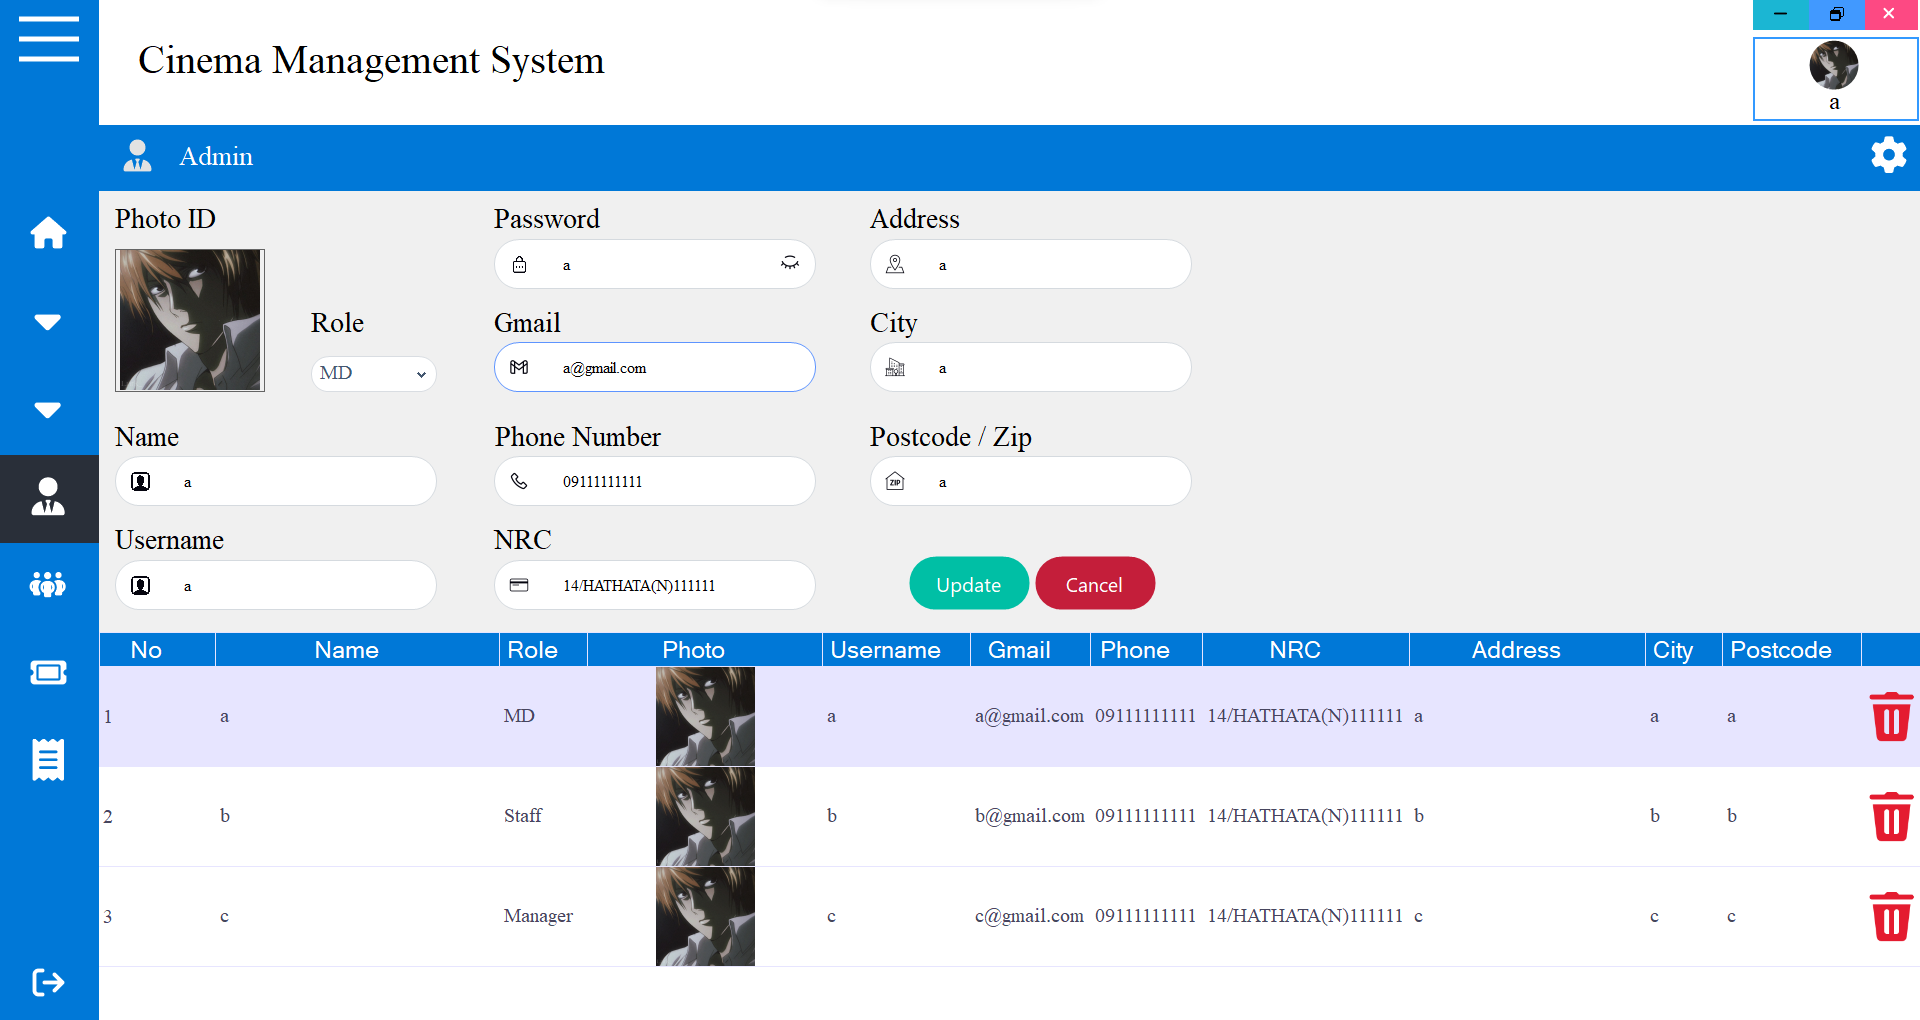 Cinema Management System
a
Admin
Photo ID
Password
Address
a
a
Role
Gmail
City
MD
a@gmail.com
a
Name
Phone Number
Postcode / Zip
a
09111111111
ZIP
a
Username
NRC
a
14/HATHATA(N)111111
Update
Cancel
No Name Role Photo Username Gmail Phone NRC Address City Postcode
1 a MD a a@gmail.com 09111111111 14/HATHATA(N)111111 a a a
2 b Staff b b@gmail.com 09111111111 14/HATHATA(N)111111 b b b
3 c Manager c c@gmail.com 09111111111 14/HATHATA(N)111111 c c c